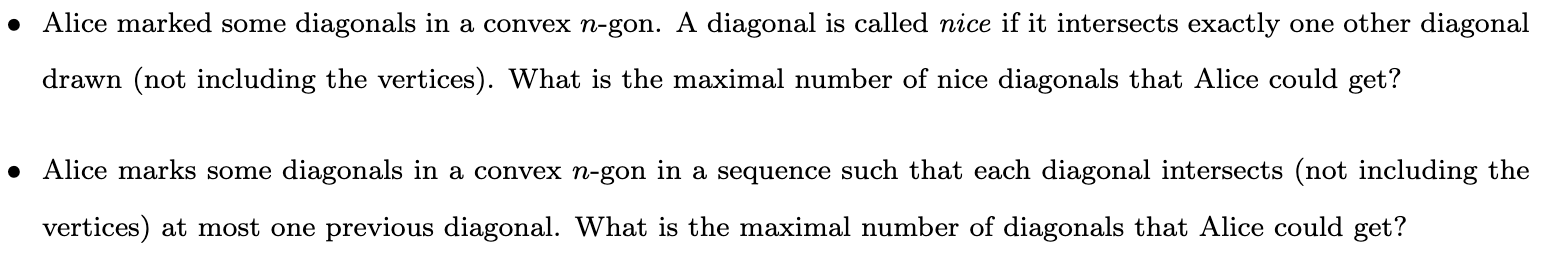 • Alice marked some diagonals in a convex n-gon. A diagonal is called nice if it intersects exactly one other diagonal
drawn (not including the vertices). What is the maximal number of nice diagonals that Alice could get?
• Alice marks some diagonals in a convex n-gon in a sequence such that each diagonal intersects (not including the
vertices) at most one previous diagonal. What is the maximal number of diagonals that Alice could get?